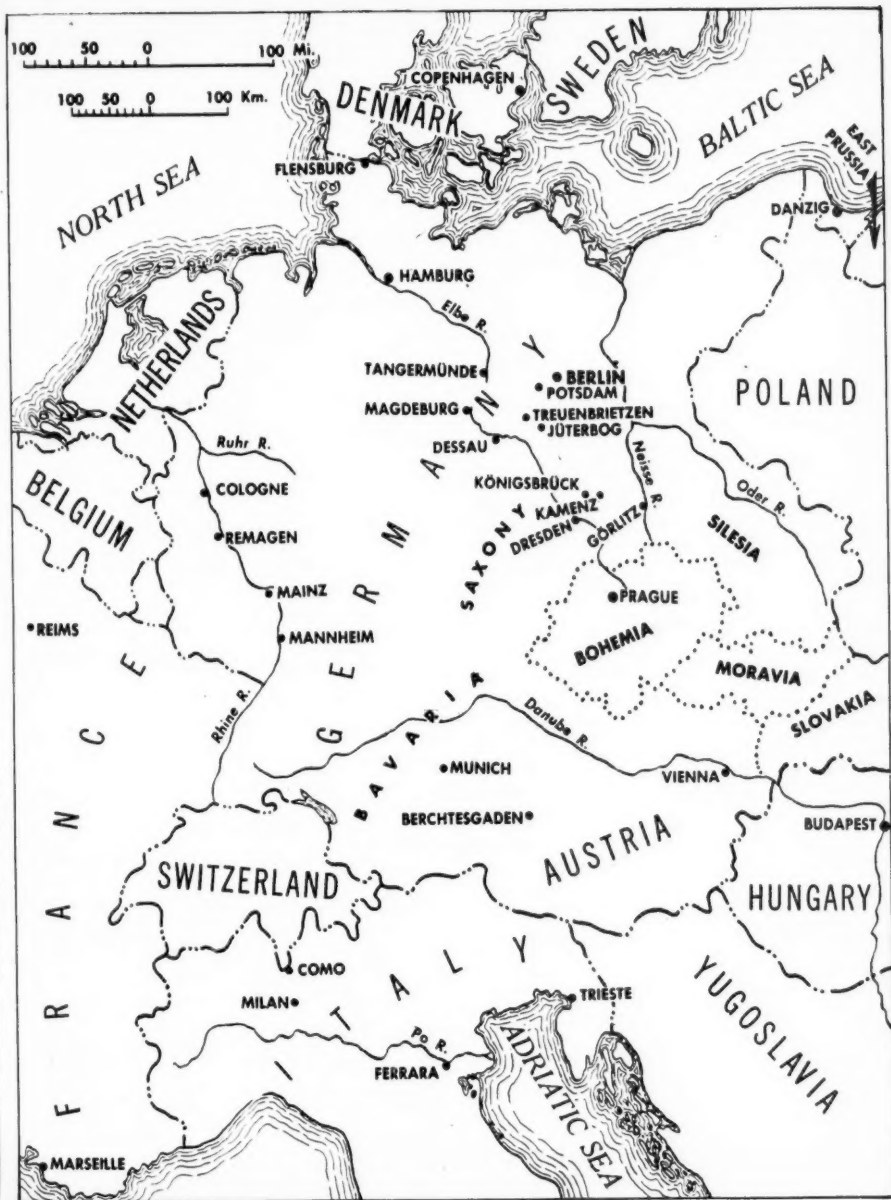 100 50 0 100 Mi.
100 50 0 100 Km.
SWEDEN
COPENHAGEN
DENMARK
BALTIC SEA
EAST
PRUSSIA
FLENSBURG
NORTH SEA
DANZIG
HAMBURG
Elbe R.
NETHERLANDS
TANGERMÜNDE
BERLIN
POTSDAM
POLAND
MAGDEBURG
TREUENBRIETZEN
JÜTERBOG
DESSAU
Ruhr R.
Neisse R.
Oder R.
BELGIUM
COLOGNE
KÖNIGSBRÜCK
KAMENZ
DRESDEN
GÖRLITZ
SILESIA
REMAGEN
SAXONY
GERMANY
MAINZ
PRAGUE
REIMS
MANNHEIM
BOHEMIA
MORAVIA
SLOVAKIA
Rhine R.
BAVARIA
Danube R.
MUNICH
VIENNA
BERCHTESGADEN
BUDAPEST
AUSTRIA
FRANCE
SWITZERLAND
HUNGARY
COMO
ITALY
MILAN
TRIESTE
YUGOSLAVIA
Po R.
FERRARA
ADRIATIC SEA
MARSEILLE